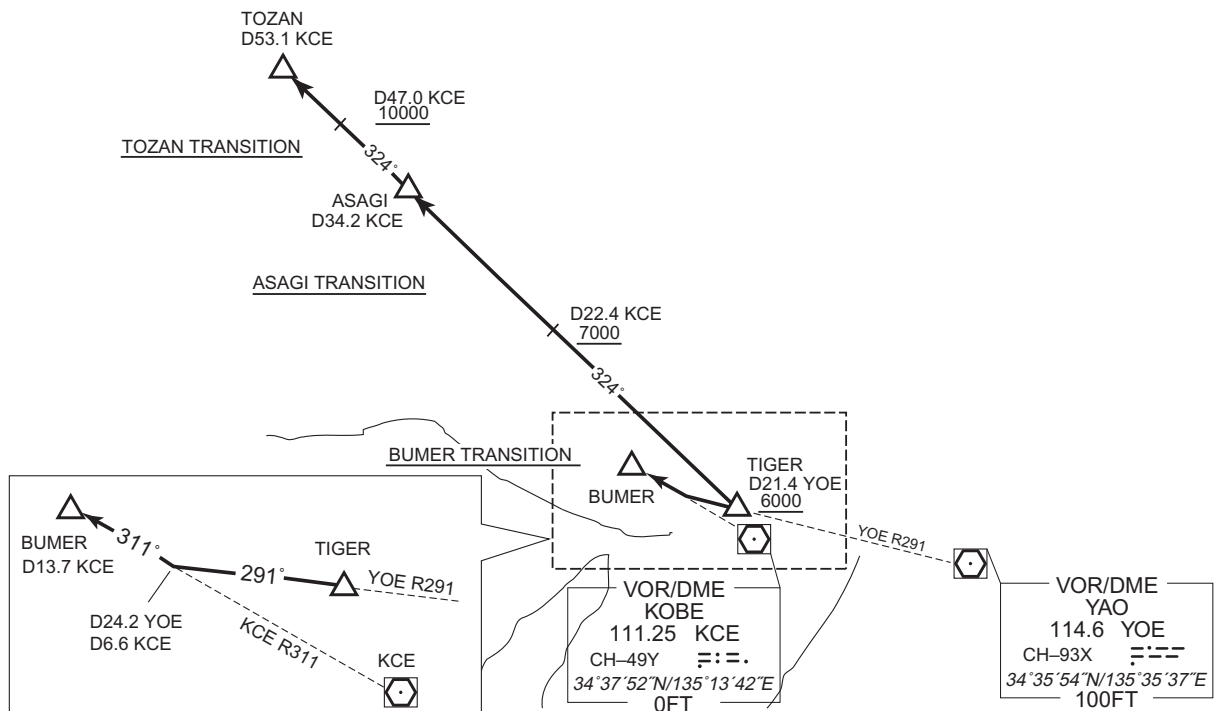 TOZAN
D53.1 KCE
D47.0 KCE
10000
TOZAN TRANSITION
324°
ASAGI
D34.2 KCE
ASAGI TRANSITION
D22.4 KCE
7000
324°
BUMER TRANSITION
TIGER
D21.4 YOE
6000
BUMER
YOE R291
BUMER
D13.7 KCE
311°
TIGER
291°
YOE R291
D24.2 YOE
D6.6 KCE
KCE R311
KCE
VOR/DME
KOBE
111.25 KCE
CH–49Y
34°37´52˝N/135°13´42˝E
0FT
VOR/DME
YAO
114.6 YOE
CH–93X
34°35´54˝N/135°35´37˝E
100FT